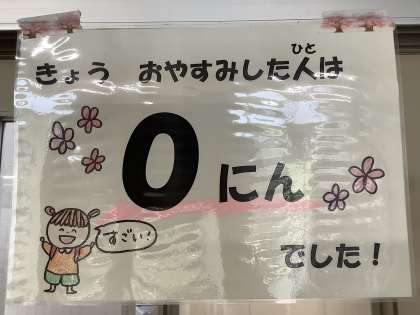 きょう おやすみした人は
ひと
0 にん
すごい!
でした!